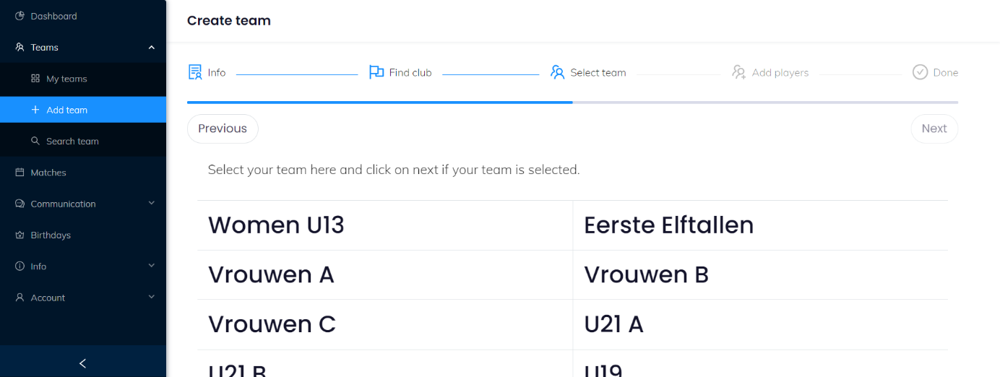 Dashboard
Teams
My teams
Add team
Search team
Matches
Communication
Birthdays
Info
Account
Create team
Info
Find club
Select team
Add players
Done
Previous
Next
Select your team here and click on next if your team is selected.
Women U13
Eerste Elftallen
Vrouwen A
Vrouwen B
Vrouwen C
U21 A
U21 B
U19